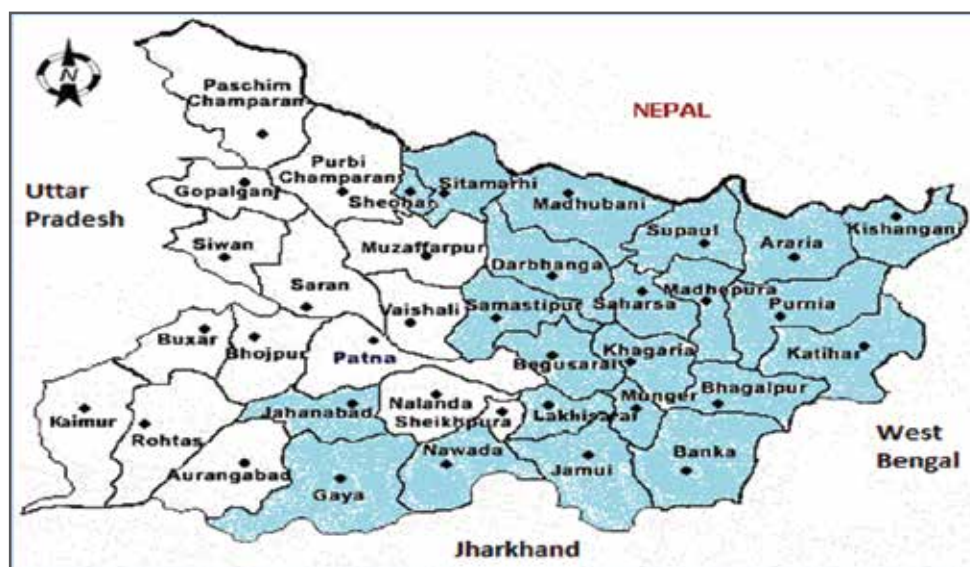 N
Paschim
Champaran
NEPAL
Uttar
Pradesh
Gopalganj
Purbi
Champaran
Sheohar
Sitamarhi
Madhubani
Kishanganj
Siwan
Muzaffarpur
Supaul
Araria
Darbhanga
Saran
Vaishali
Samastipur
Saharsa
Madhepura
Purnia
Buxar
Bhojpur
Patna
Begusarai
Khagaria
Katihar
Kaimur
Rohtas
Jahanabad
Nalanda
Sheikhpura
Lakhisarai
Munger
Bhagalpur
West
Bengal
Aurangabad
Gaya
Nawada
Jamui
Banka
Jharkhand